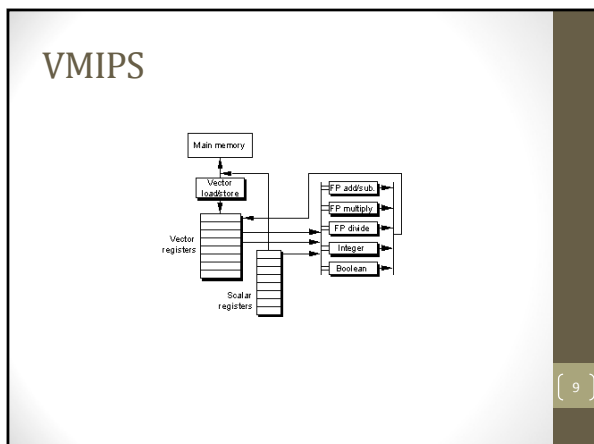 VMIPS
Main memory
Vector
load/store
FP add/sub.
FP multiply
FP divide
Integer
Boolean
Vector
registers
Scalar
registers
9